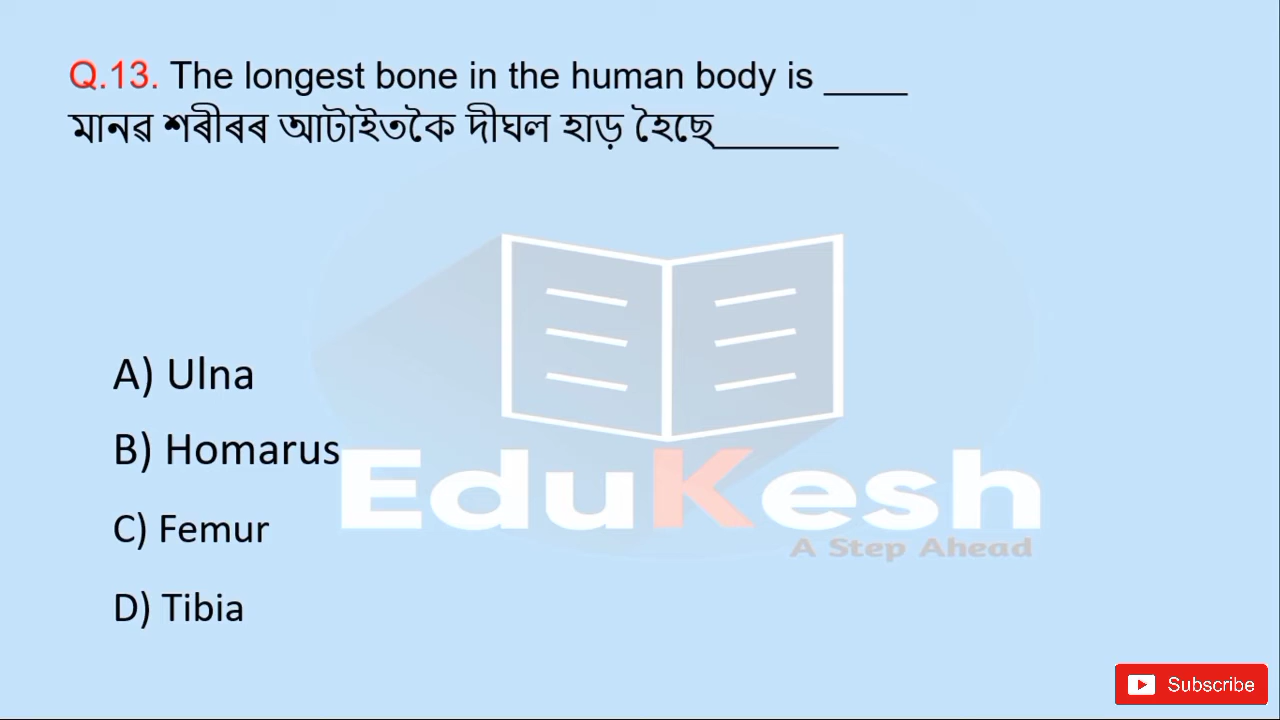 Q.13. The longest bone in the human body is ____
মানৱ শৰীৰৰ আটাইতকৈ দীঘল হাড় হৈছে______
A) Ulna
B) Homarus
C) Femur
D) Tibia
EduKesh
A Step Ahead
Subscribe